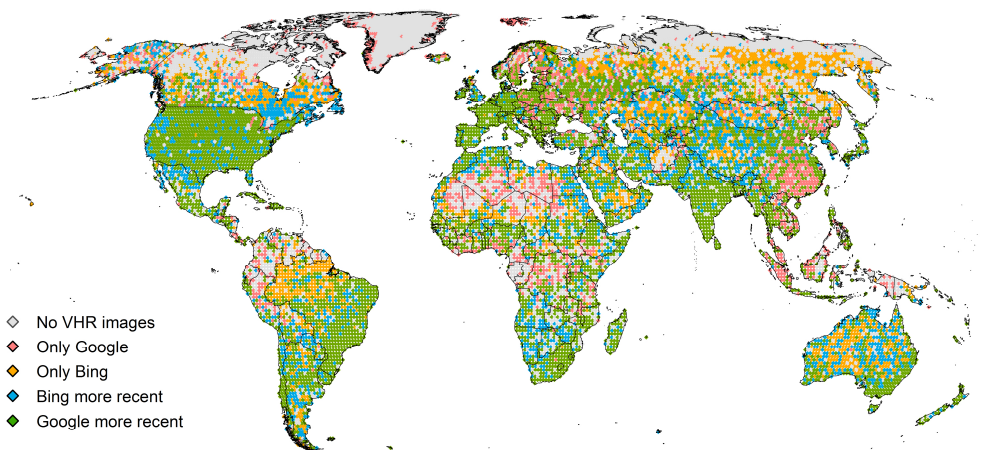 No VHR images
Only Google
Only Bing
Bing more recent
Google more recent